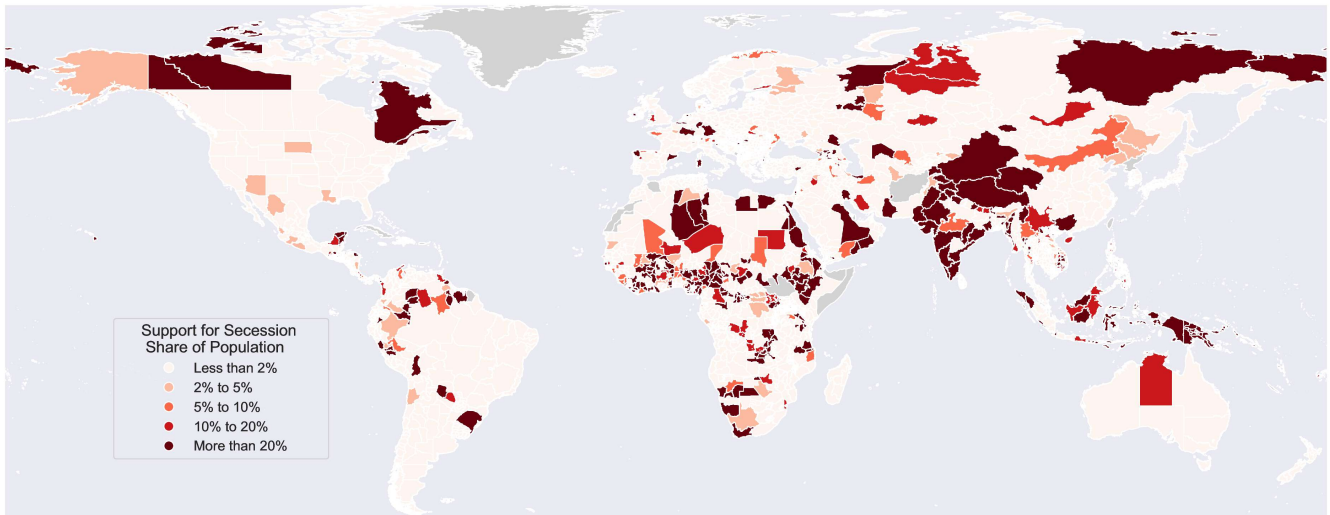 Support for Secession
Share of Population
Less than 2%
2% to 5%
5% to 10%
10% to 20%
More than 20%